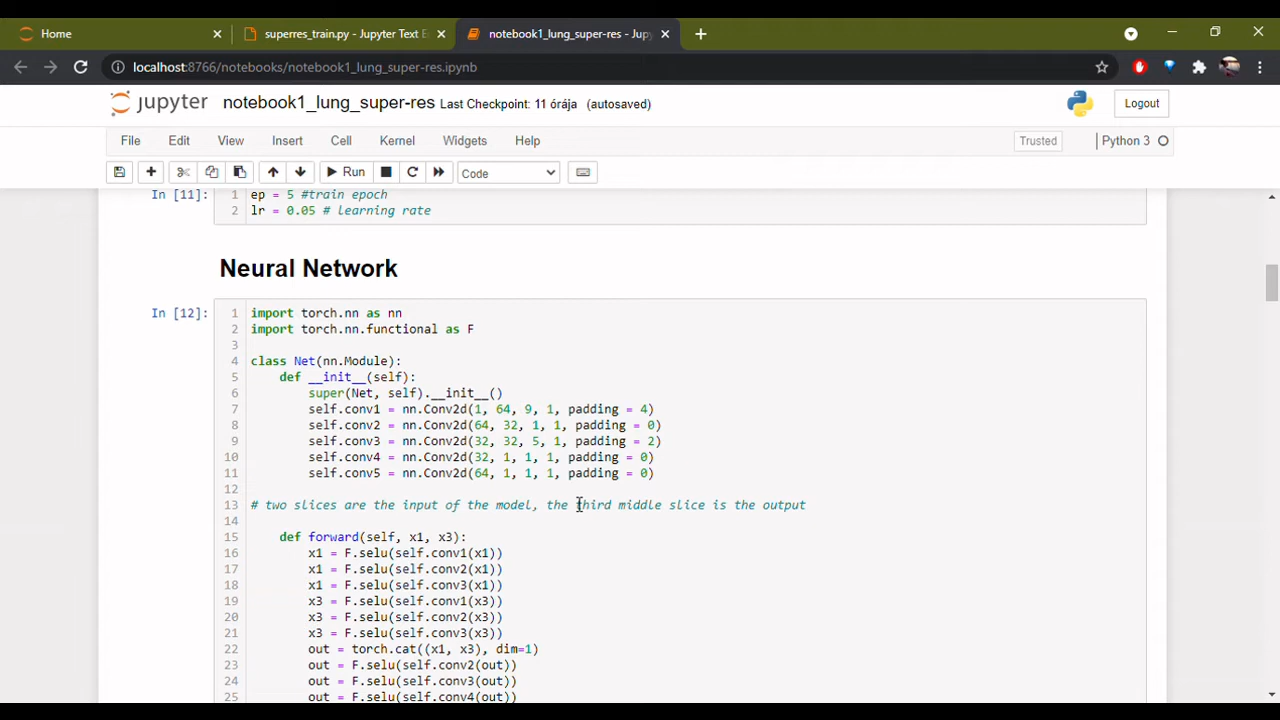 Home
superres_train.py - Jupyter Text E
notebook1_lung_super-res - Jupy
localhost:8766/notebooks/notebook1_lung_super-res.ipynb
jupyter notebook1_lung_super-res Last Checkpoint: 11 órája (autosaved)
Logout
File Edit View Insert Cell Kernel Widgets Help
Trusted
Python 3
Run
Code
In [11]:
1 ep = 5 #train epoch
2 lr = 0.05 # learning rate
Neural Network
In [12]:
1 import torch.nn as nn
2 import torch.nn.functional as F
3
4 class Net(nn.Module):
5 def __init__(self):
6 super(Net, self).__init__()
7 self.conv1 = nn.Conv2d(1, 64, 9, 1, padding = 4)
8 self.conv2 = nn.Conv2d(64, 32, 1, 1, padding = 0)
9 self.conv3 = nn.Conv2d(32, 32, 5, 1, padding = 2)
10 self.conv4 = nn.Conv2d(32, 1, 1, 1, padding = 0)
11 self.conv5 = nn.Conv2d(64, 1, 1, 1, padding = 0)
12
13 # two slices are the input of the model, the third middle slice is the output
14
15 def forward(self, x1, x3):
16 x1 = F.selu(self.conv1(x1))
17 x1 = F.selu(self.conv2(x1))
18 x1 = F.selu(self.conv3(x1))
19 x3 = F.selu(self.conv1(x3))
20 x3 = F.selu(self.conv2(x3))
21 x3 = F.selu(self.conv3(x3))
22 out = torch.cat((x1, x3), dim=1)
23 out = F.selu(self.conv2(out))
24 out = F.selu(self.conv3(out))
25 out = F.selu(self.conv4(out))